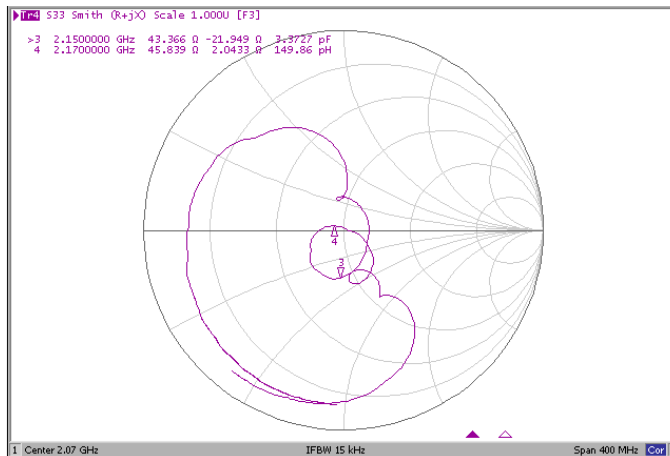 Tr4 S33 Smith (R+jX) Scale 1.000U [F3]
>3 2.1500000 GHz 43.366 Ω -21.949 Ω 3.3727 pF
4 2.1700000 GHz 45.839 Ω 2.0433 Ω 149.86 pH
4
3
1 Center 2.07 GHz IFBW 15 kHz Span 400 MHz Cor